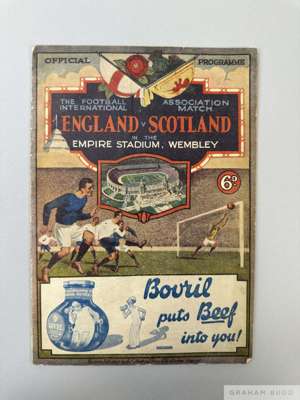 OFFICIAL PROGRAMME
THE FOOTBALL ASSOCIATION
INTERNATIONAL MATCH
ENGLAND v SCOTLAND
IN THE
EMPIRE STADIUM, WEMBLEY
6D
Bovril
puts Beef
into you!
GRAHAM BUDD